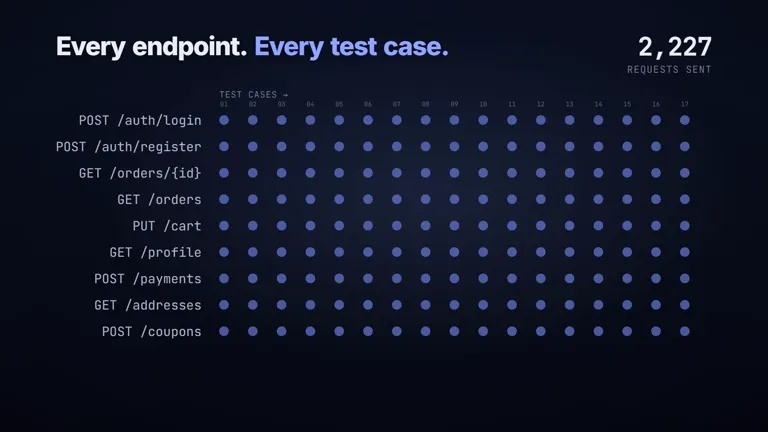 Every endpoint. Every test case.
2,227
REQUESTS SENT
TEST CASES →
01 02 03 04 05 06 07 08 09 10 11 12 13 14 15 16 17
POST /auth/login
POST /auth/register
GET /orders/{id}
GET /orders
PUT /cart
GET /profile
POST /payments
GET /addresses
POST /coupons